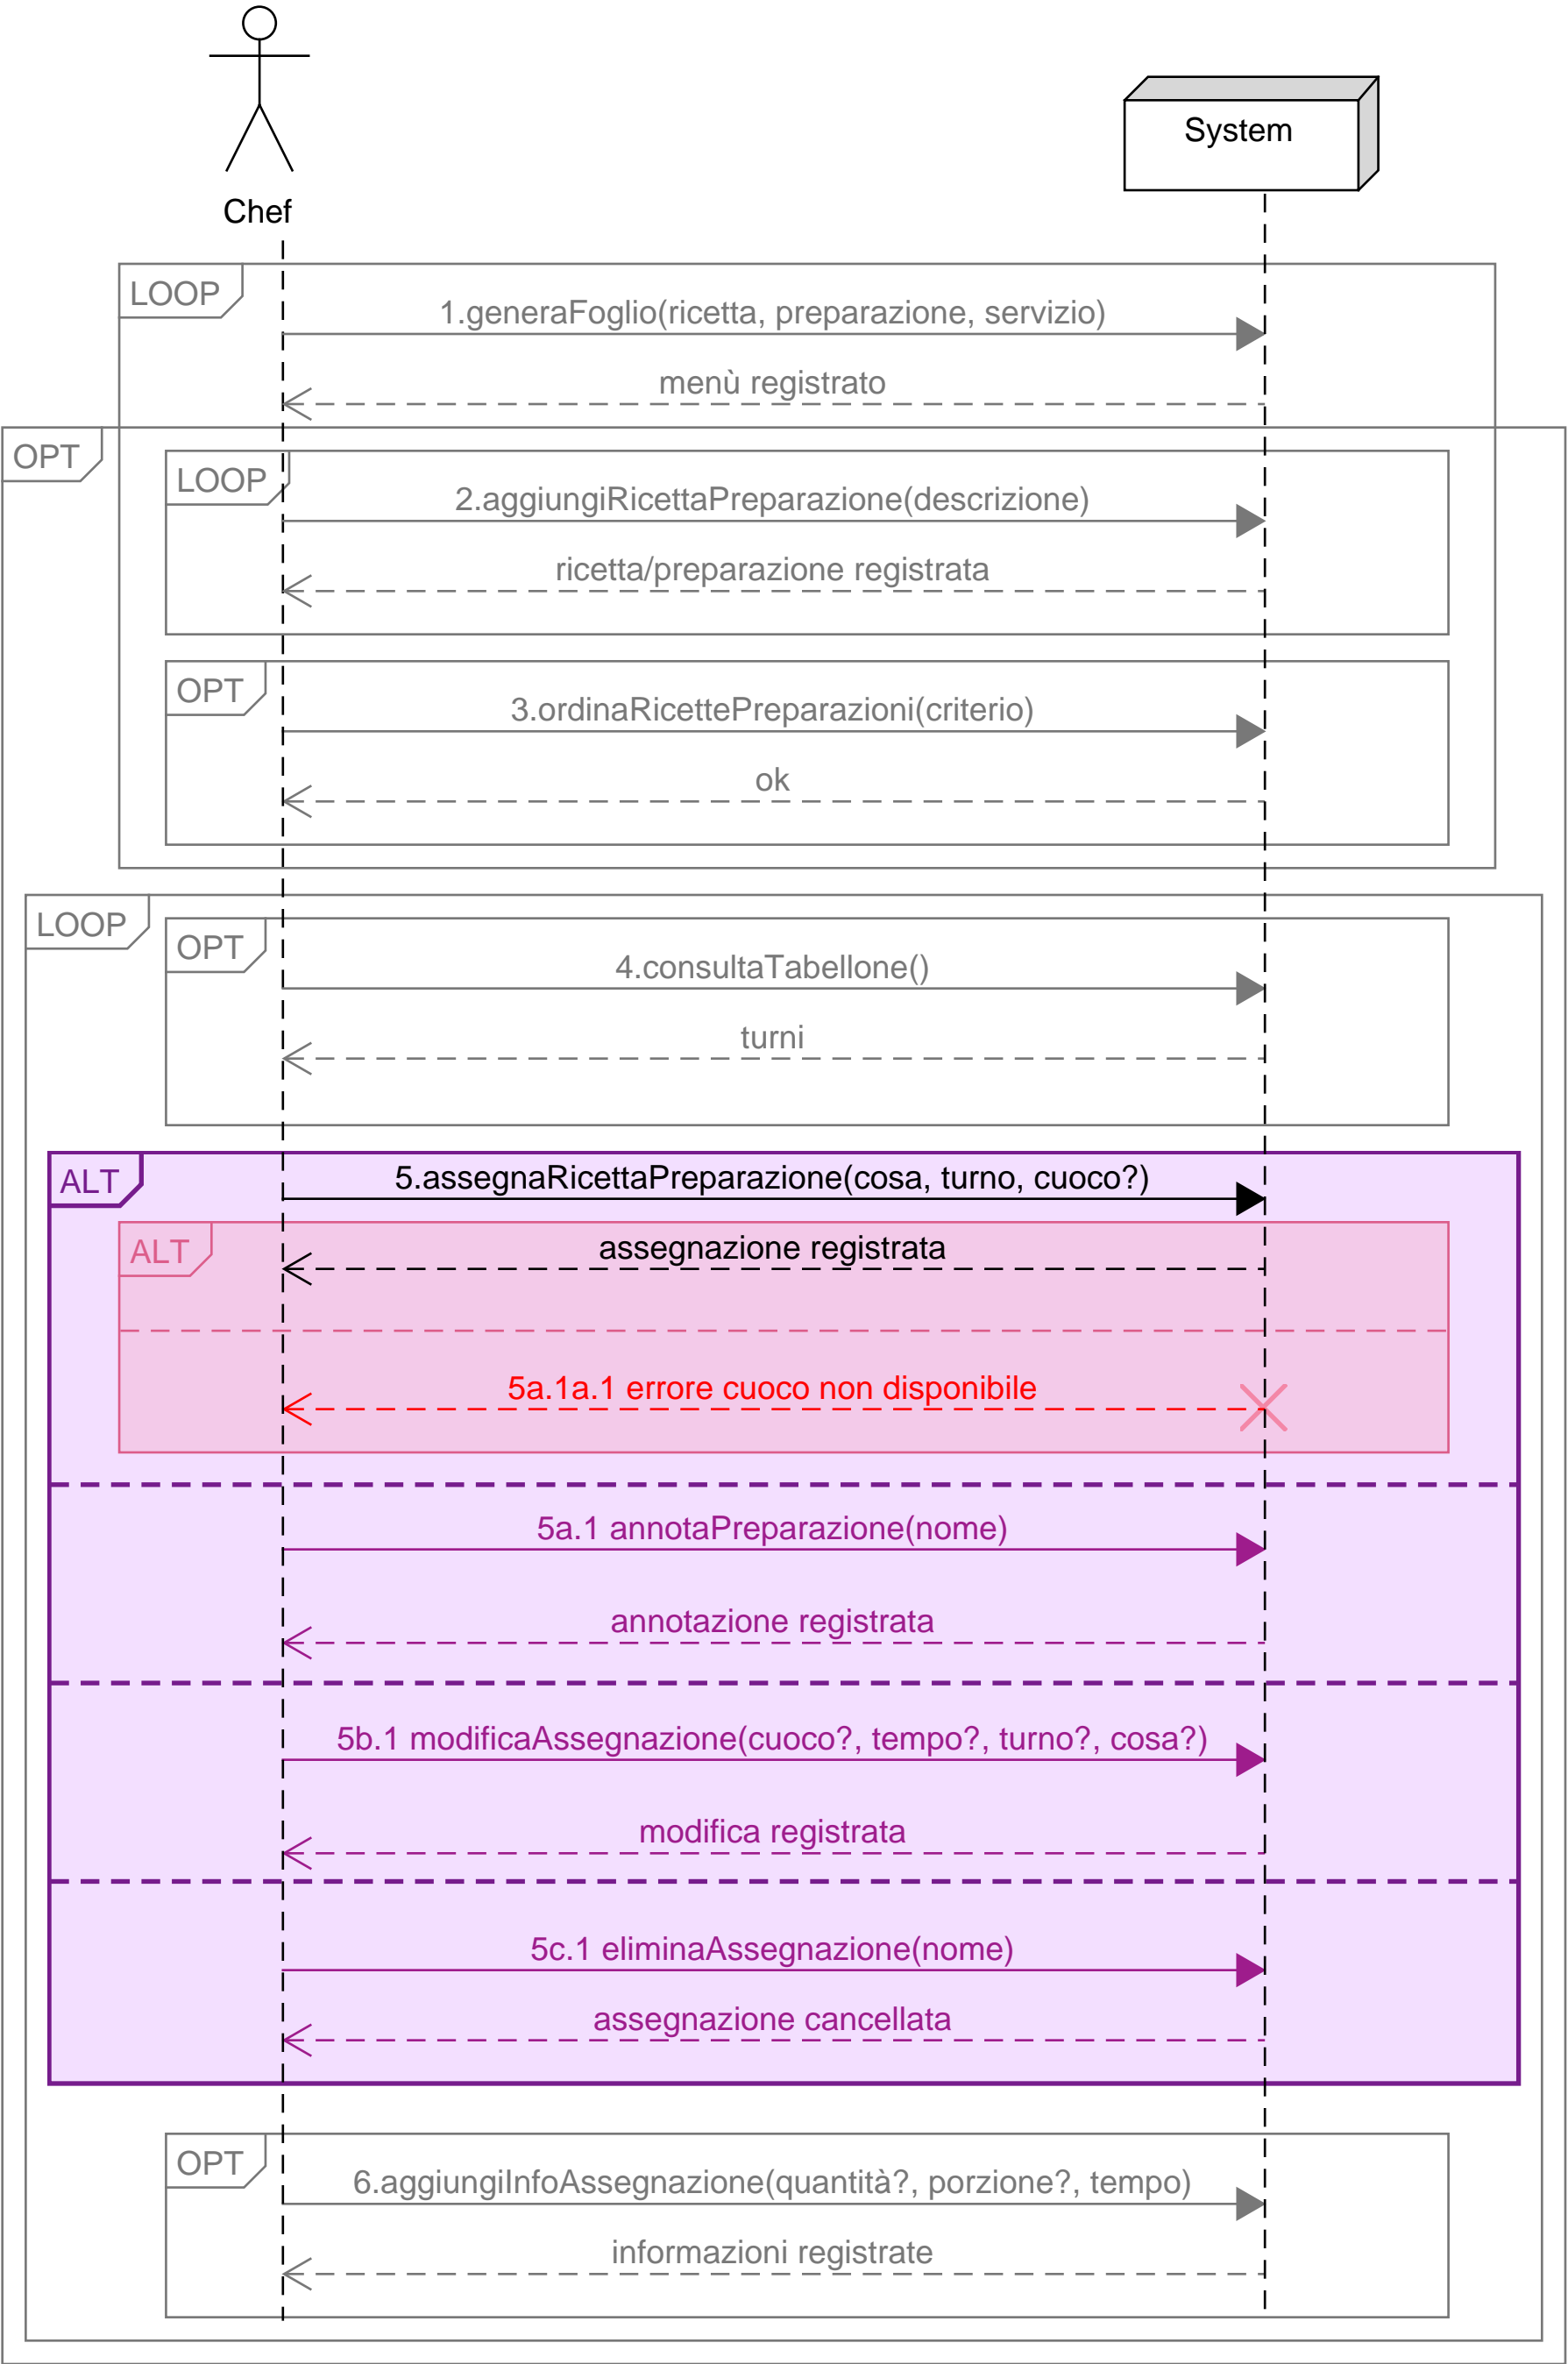 System
Chef
LOOP
1.generaFoglio(ricetta, preparazione, servizio)
menù registrato
OPT
LOOP
2.aggiungiRicettaPreparazione(descrizione)
ricetta/preparazione registrata
OPT
3.ordinaRicettePreparazioni(criterio)
ok
LOOP
OPT
4.consultaTabellone()
turni
ALT
5.assegnaRicettaPreparazione(cosa, turno, cuoco?)
ALT
assegnazione registrata
5a.1a.1 errore cuoco non disponibile
5a.1 annotaPreparazione(nome)
annotazione registrata
5b.1 modificaAssegnazione(cuoco?, tempo?, turno?, cosa?)
modifica registrata
5c.1 eliminaAssegnazione(nome)
assegnazione cancellata
OPT
6.aggiungiInfoAssegnazione(quantità?, porzione?, tempo)
informazioni registrate